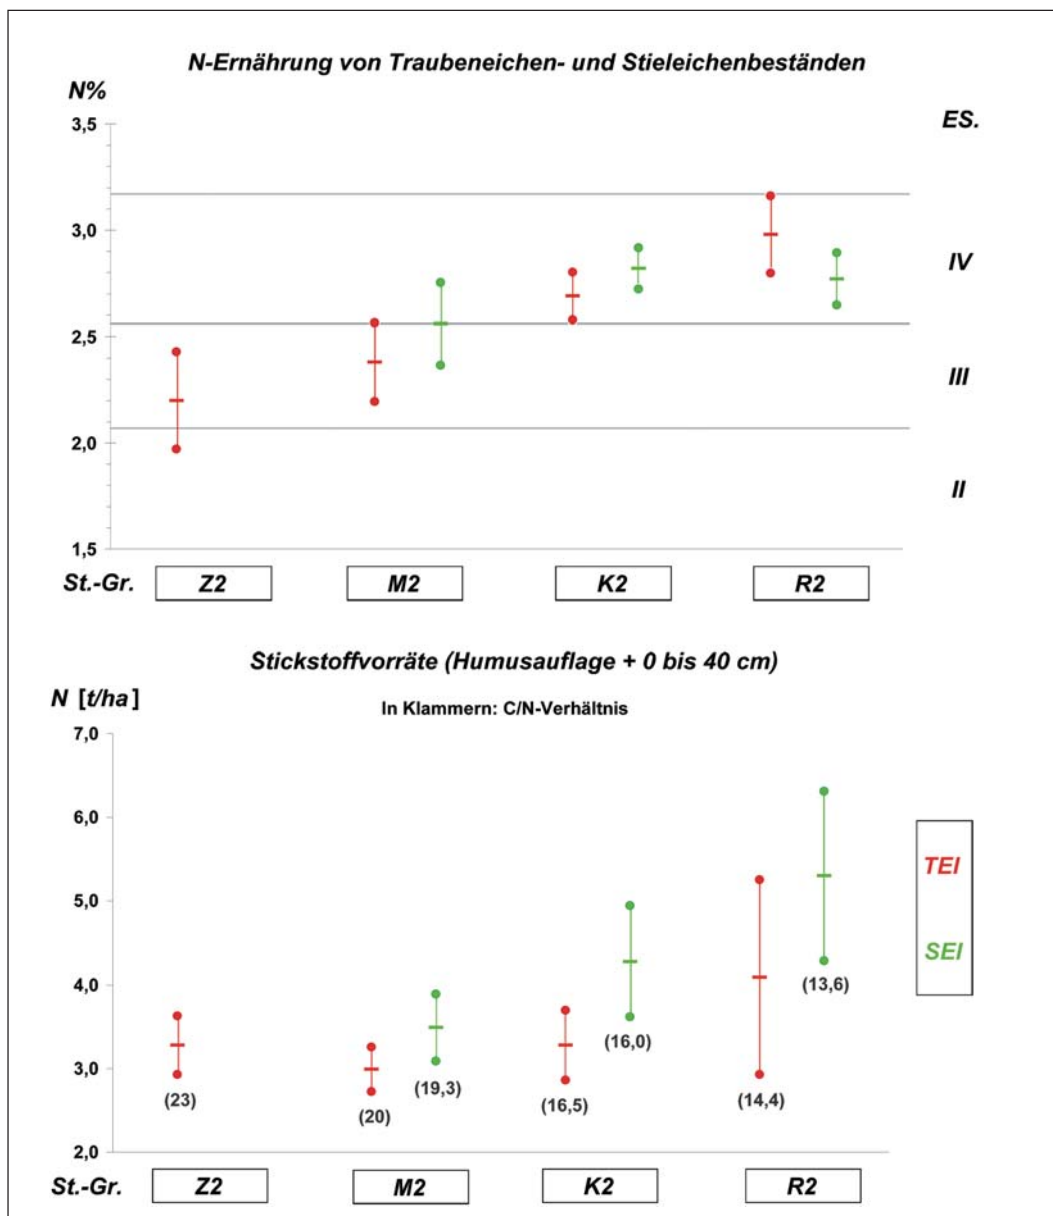 N-Ernährung von Traubeneichen- und Stieleichenbeständen
N%
ES.
3,5
3,0
IV
2,5
III
2,0
II
1,5
St.-Gr. Z2 M2 K2 R2
Stickstoffvorräte (Humusauflage + 0 bis 40 cm)
N [t/ha]
In Klammern: C/N-Verhältnis
7,0
6,0
TEI
5,0
SEI
4,0
(13,6)
(16,0)
3,0
(23) (20) (19,3) (16,5) (14,4)
2,0
St.-Gr. Z2 M2 K2 R2